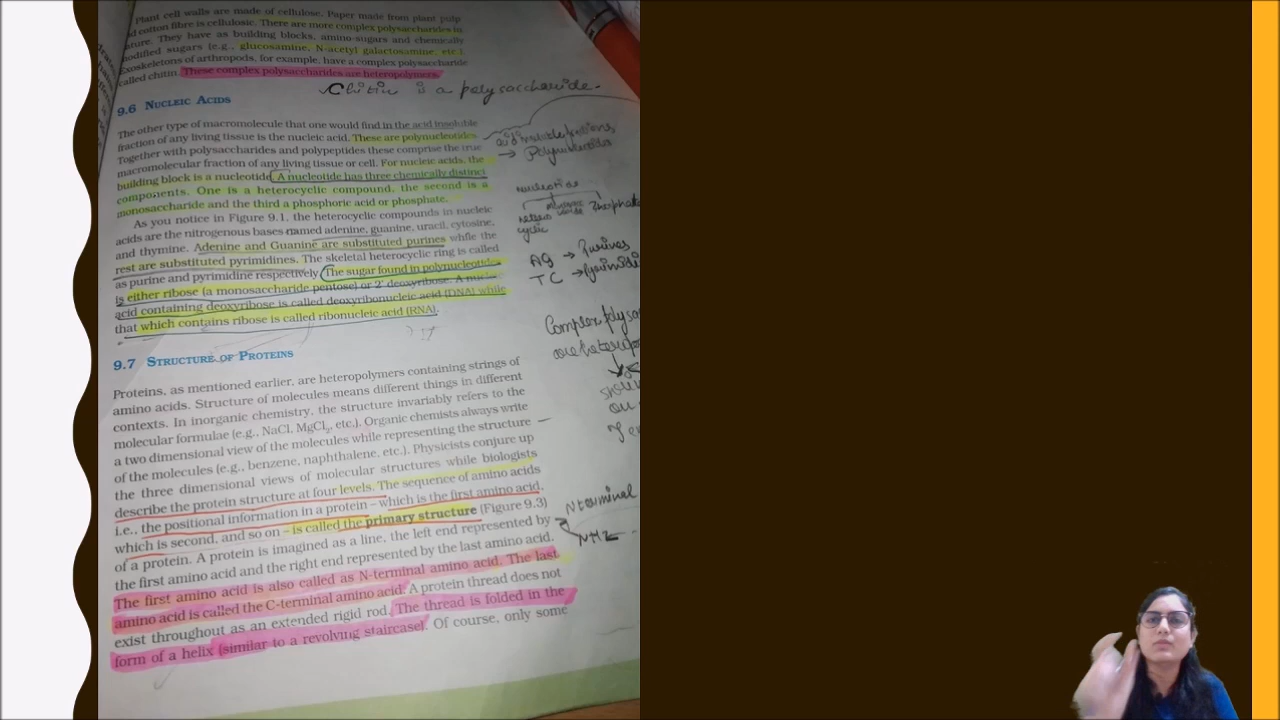 Plant cell walls are made of cellulose. Paper made from plant pulp
d cotton fibre is cellulosic. There are more complex polysaccharides in
ature. They have as building blocks, amino-sugars and chemically
modified sugars (e.g., glucosamine, N-acetyl galactosamine, etc.).
Exoskeletons of arthropods, for example, have a complex polysaccharide
called chitin. These complex polysaccharides are heteropolymers.
Chitin is a polysaccharide.
9.6 NUCLEIC ACIDS
The other type of macromolecule that one would find in the acid insoluble
fraction of any living tissue is the nucleic acid. These are polynucleotides.
Together with polysaccharides and polypeptides these comprise the true
macromolecular fraction of any living tissue or cell. For nucleic acids, the
building block is a nucleotide. A nucleotide has three chemically distinct
components. One is a heterocyclic compound, the second is a
monosaccharide and the third a phosphoric acid or phosphate.
As you notice in Figure 9.1, the heterocyclic compounds in nucleic
acids are the nitrogenous bases named adenine, guanine, uracil, cytosine,
and thymine. Adenine and Guanine are substituted purines while the
rest are substituted pyrimidines. The skeletal heterocyclic ring is called
as purine and pyrimidine respectively. The sugar found in polynucleotides
is either ribose (a monosaccharide pentose) or 2' deoxyribose. A nucleic
acid containing deoxyribose is called deoxyribonucleic acid (DNA) while
that which contains ribose is called ribonucleic acid (RNA).
→ Polynucleotides
nucleotide
Phosphate
cyclic
AG → Purines
TC →
Complex
9.7 STRUCTURE OF PROTEINS
Proteins, as mentioned earlier, are heteropolymers containing strings of
amino acids. Structure of molecules means different things in different
contexts. In inorganic chemistry, the structure invariably refers to the
molecular formulae (e.g., NaCl, MgCl₂, etc.). Organic chemists always write
a two dimensional view of the molecules while representing the structure
of the molecules (e.g., benzene, naphthalene, etc.). Physicists conjure up
the three dimensional views of molecular structures while biologists
describe the protein structure at four levels. The sequence of amino acids
i.e., the positional information in a protein – which is the first amino acid,
which is second, and so on – is called the primary structure (Figure 9.3)
of a protein. A protein is imagined as a line, the left end represented by
the first amino acid and the right end represented by the last amino acid.
The first amino acid is also called as N-terminal amino acid. The last
amino acid is called the C-terminal amino acid. A protein thread does not
exist throughout as an extended rigid rod. The thread is folded in the
form of a helix (similar to a revolving staircase). Of course, only some
N terminal
NH2